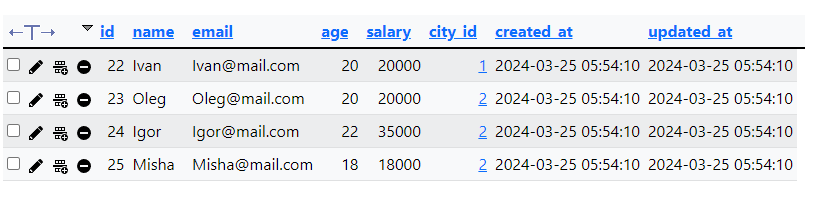 id name email age salary city_id created_at updated_at
22 Ivan Ivan@mail.com 20 20000 1 2024-03-25 05:54:10 2024-03-25 05:54:10
23 Oleg Oleg@mail.com 20 20000 2 2024-03-25 05:54:10 2024-03-25 05:54:10
24 Igor Igor@mail.com 22 35000 2 2024-03-25 05:54:10 2024-03-25 05:54:10
25 Misha Misha@mail.com 18 18000 2 2024-03-25 05:54:10 2024-03-25 05:54:10